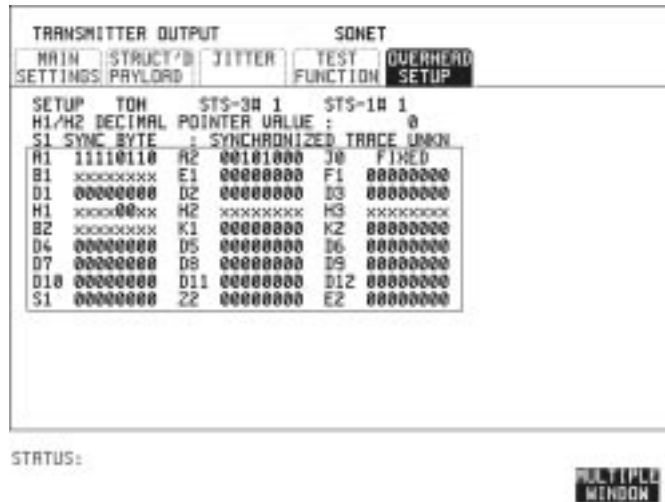 TRANSMITTER OUTPUT SONET
MAIN SETTINGS STRUCT'D PAYLOAD JITTER TEST FUNCTION OVERHEAD SETUP
SETUP TOH STS-3# 1 STS-1# 1
H1/H2 DECIMAL POINTER VALUE : 0
S1 SYNC BYTE : SYNCHRONIZED TRACE UNKN
A1 11110110 A2 00101000 J0 FIXED
B1 xxxxxxxx E1 00000000 F1 00000000
D1 00000000 D2 00000000 D3 00000000
H1 xxxx00xx H2 xxxxxxxx H3 xxxxxxxx
B2 xxxxxxxx K1 00000000 K2 00000000
D4 00000000 D5 00000000 D6 00000000
D7 00000000 D8 00000000 D9 00000000
D10 00000000 D11 00000000 D12 00000000
S1 00000000 Z2 00000000 E2 00000000
STATUS:
MULTIPLE
WINDOW